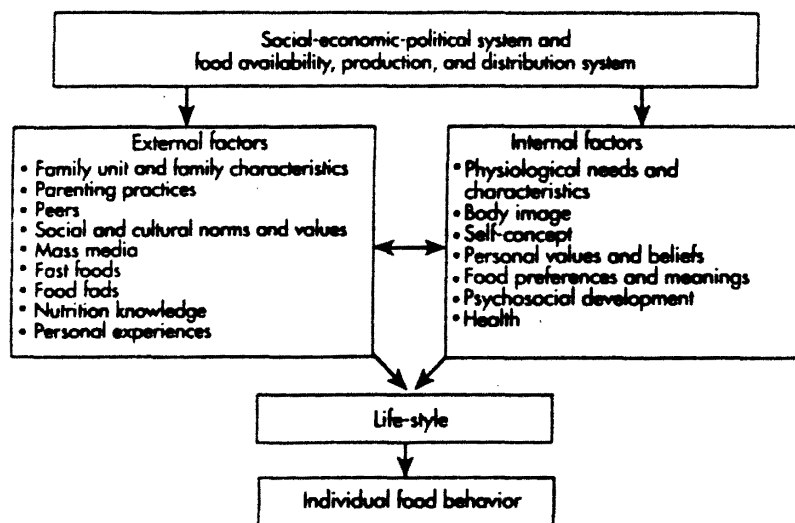 Social-economic-political system and
food availability, production, and distribution system
External factors
• Family unit and family characteristics
• Parenting practices
• Peers
• Social and cultural norms and values
• Mass media
• Fast foods
• Food fads
• Nutrition knowledge
• Personal experiences
Internal factors
• Physiological needs and
characteristics
• Body image
• Self-concept
• Personal values and beliefs
• Food preferences and meanings
• Psychosocial development
• Health
Life-style
Individual food behavior